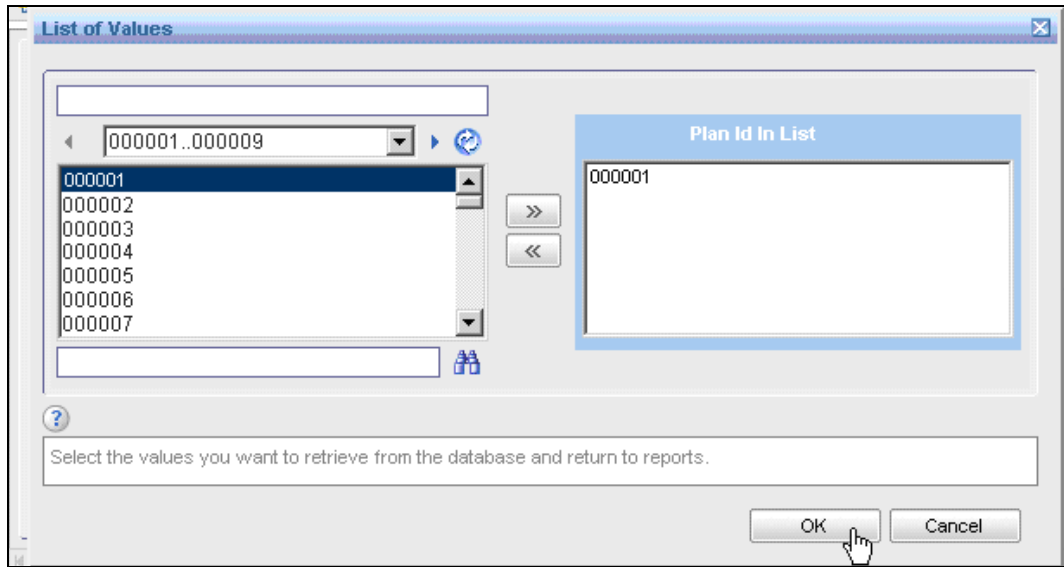 List of Values
000001..000009
000001
000002
000003
000004
000005
000006
000007
»
«
Plan Id In List
000001
?
Select the values you want to retrieve from the database and return to reports.
OK
Cancel